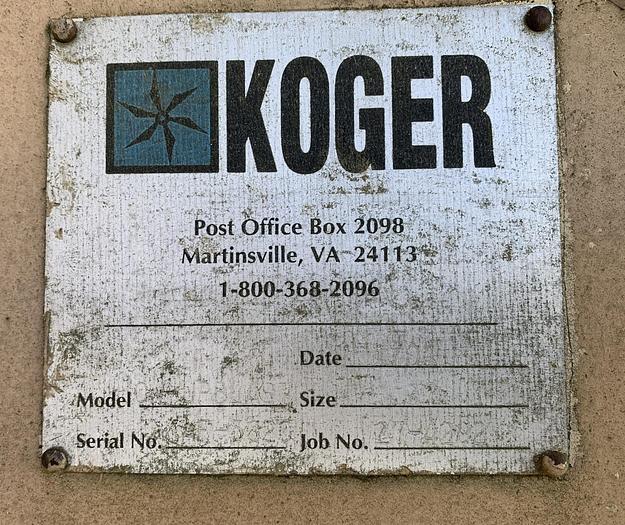 KOGER
Post Office Box 2098
Martinsville, VA 24113
1-800-368-2096
Date
Model Size
Serial No. Job No.